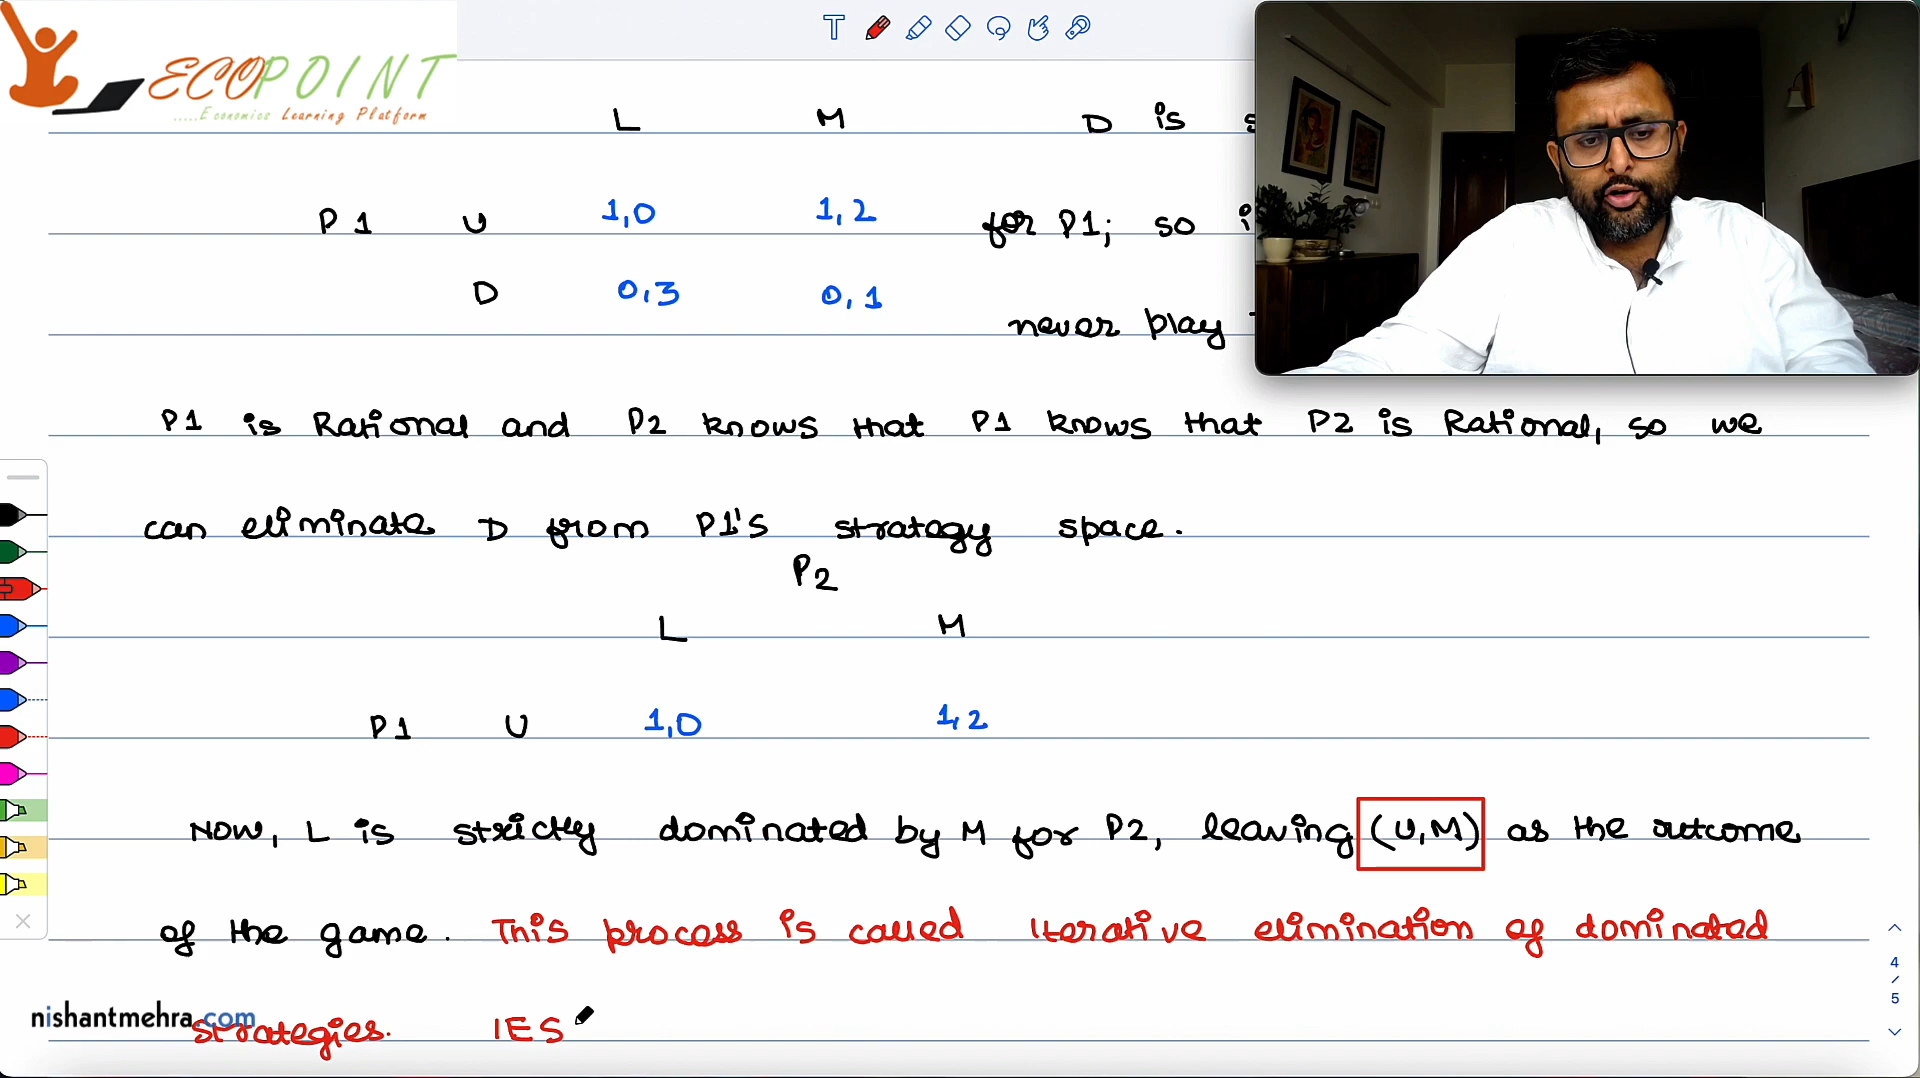 ECOPOINT
.....Economics Learning Platform
L M
D is
P1 U 1,0 1,2
for P1; so
D 0,3 0,1
never play
P1 is Rational and P2 knows that P1 knows that P2 is Rational, so we
can eliminate D from P1's strategy space.
P2
L M
P1 U 1,0 1,2
Now, L is strictly dominated by M for P2, leaving (U,M) as the outcome
of the game. This process is called Iterative elimination of dominated
strategies. IES
nishantmehra.com
4
/
5